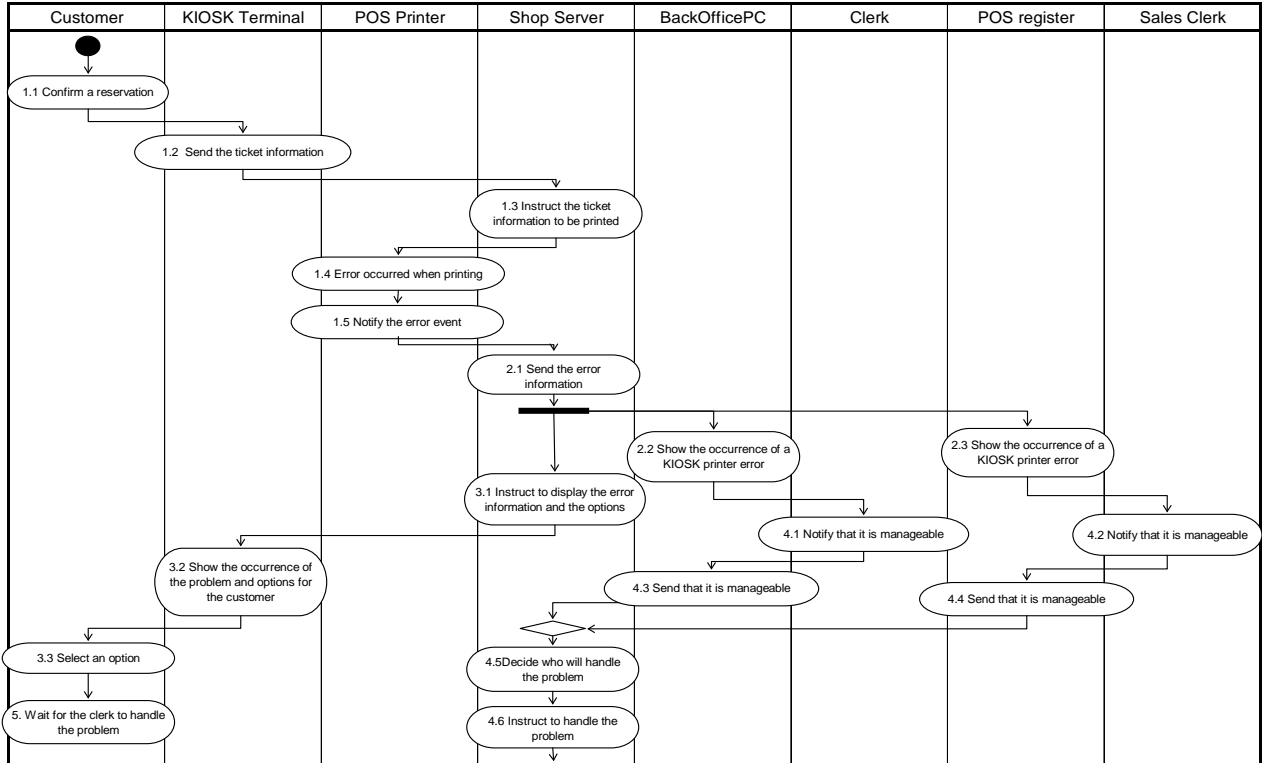 Customer
KIOSK Terminal
POS Printer
Shop Server
BackOfficePC
Clerk
POS register
Sales Clerk
1.1 Confirm a reservation
1.2 Send the ticket information
1.3 Instruct the ticket
information to be printed
1.4 Error occurred when printing
1.5 Notify the error event
2.1 Send the error
information
2.2 Show the occurrence of a
KIOSK printer error
2.3 Show the occurrence of a
KIOSK printer error
3.1 Instruct to display the error
information and the options
4.1 Notify that it is manageable
4.2 Notify that it is manageable
3.2 Show the occurrence of
the problem and options for
the customer
4.3 Send that it is manageable
4.4 Send that it is manageable
3.3 Select an option
4.5Decide who will handle
the problem
5. Wait for the clerk to handle
the problem
4.6 Instruct to handle the
problem